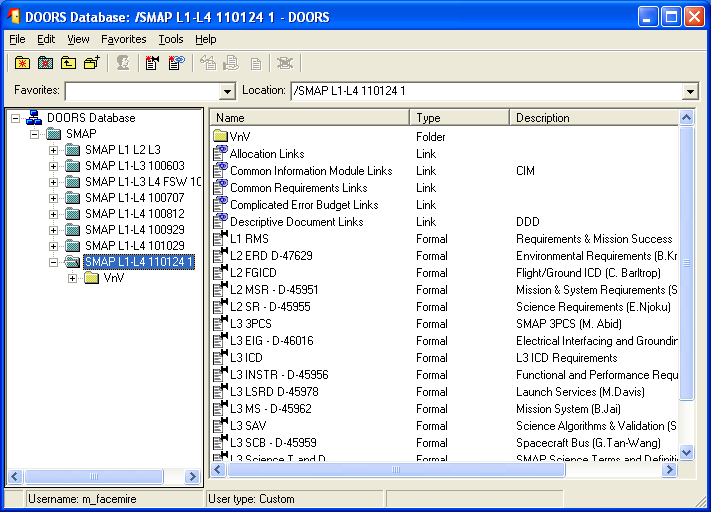 DOORS Database: /SMAP L1-L4 110124 1 - DOORS
File Edit View Favorites Tools Help
Favorites: Location: /SMAP L1-L4 110124 1
DOORS Database
SMAP
SMAP L1 L2 L3
SMAP L1-L3 100603
SMAP L1-L3 L4 FSW 10
SMAP L1-L4 100707
SMAP L1-L4 100812
SMAP L1-L4 100929
SMAP L1-L4 101029
SMAP L1-L4 110124 1
VnV
Name Type Description
VnV Folder
Allocation Links Link
Common Information Module Links Link CIM
Common Requirements Links Link
Complicated Error Budget Links Link
Descriptive Document Links Link DDD
L1 RMS Formal Requirements & Mission Success
L2 ERD D-47629 Formal Environmental Requirements (B.Kr
L2 FGICD Formal Flight/Ground ICD (C. Barltrop)
L2 MSR - D-45951 Formal Mission & System Requriements (S
L2 SR - D-45955 Formal Science Requirements (E.Njoku)
L3 3PCS Formal SMAP 3PCS (M. Abid)
L3 EIG - D-46016 Formal Electrical Interfacing and Groundin
L3 ICD Formal L3 ICD Requirements
L3 INSTR - D-45956 Formal Functional and Performance Requ
L3 LSRD D-45978 Formal Launch Services (M.Davis)
L3 MS - D-45962 Formal Mission System (B.Jai)
L3 SAV Formal Science Algorithms & Validation (S
L3 SCB - D-45959 Formal Spacecraft Bus (G.Tan-Wang)
L3 Science T and D Formal SMAP Science Terms and Definiti
Username: m_facemire User type: Custom